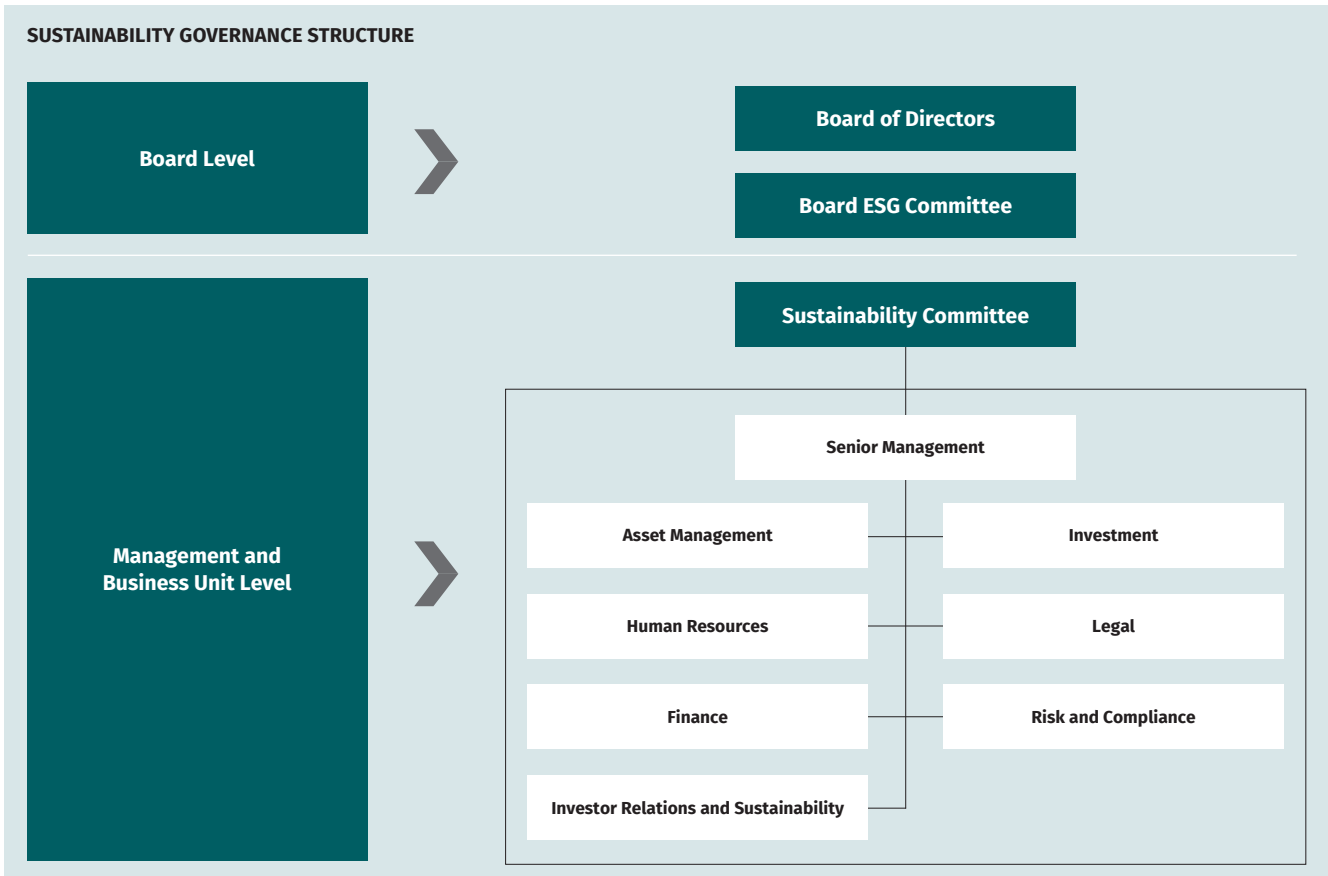 SUSTAINABILITY GOVERNANCE STRUCTURE
Board Level
Board of Directors
Board ESG Committee
Management and
Business Unit Level
Sustainability Committee
Senior Management
Asset Management
Investment
Human Resources
Legal
Finance
Risk and Compliance
Investor Relations and Sustainability